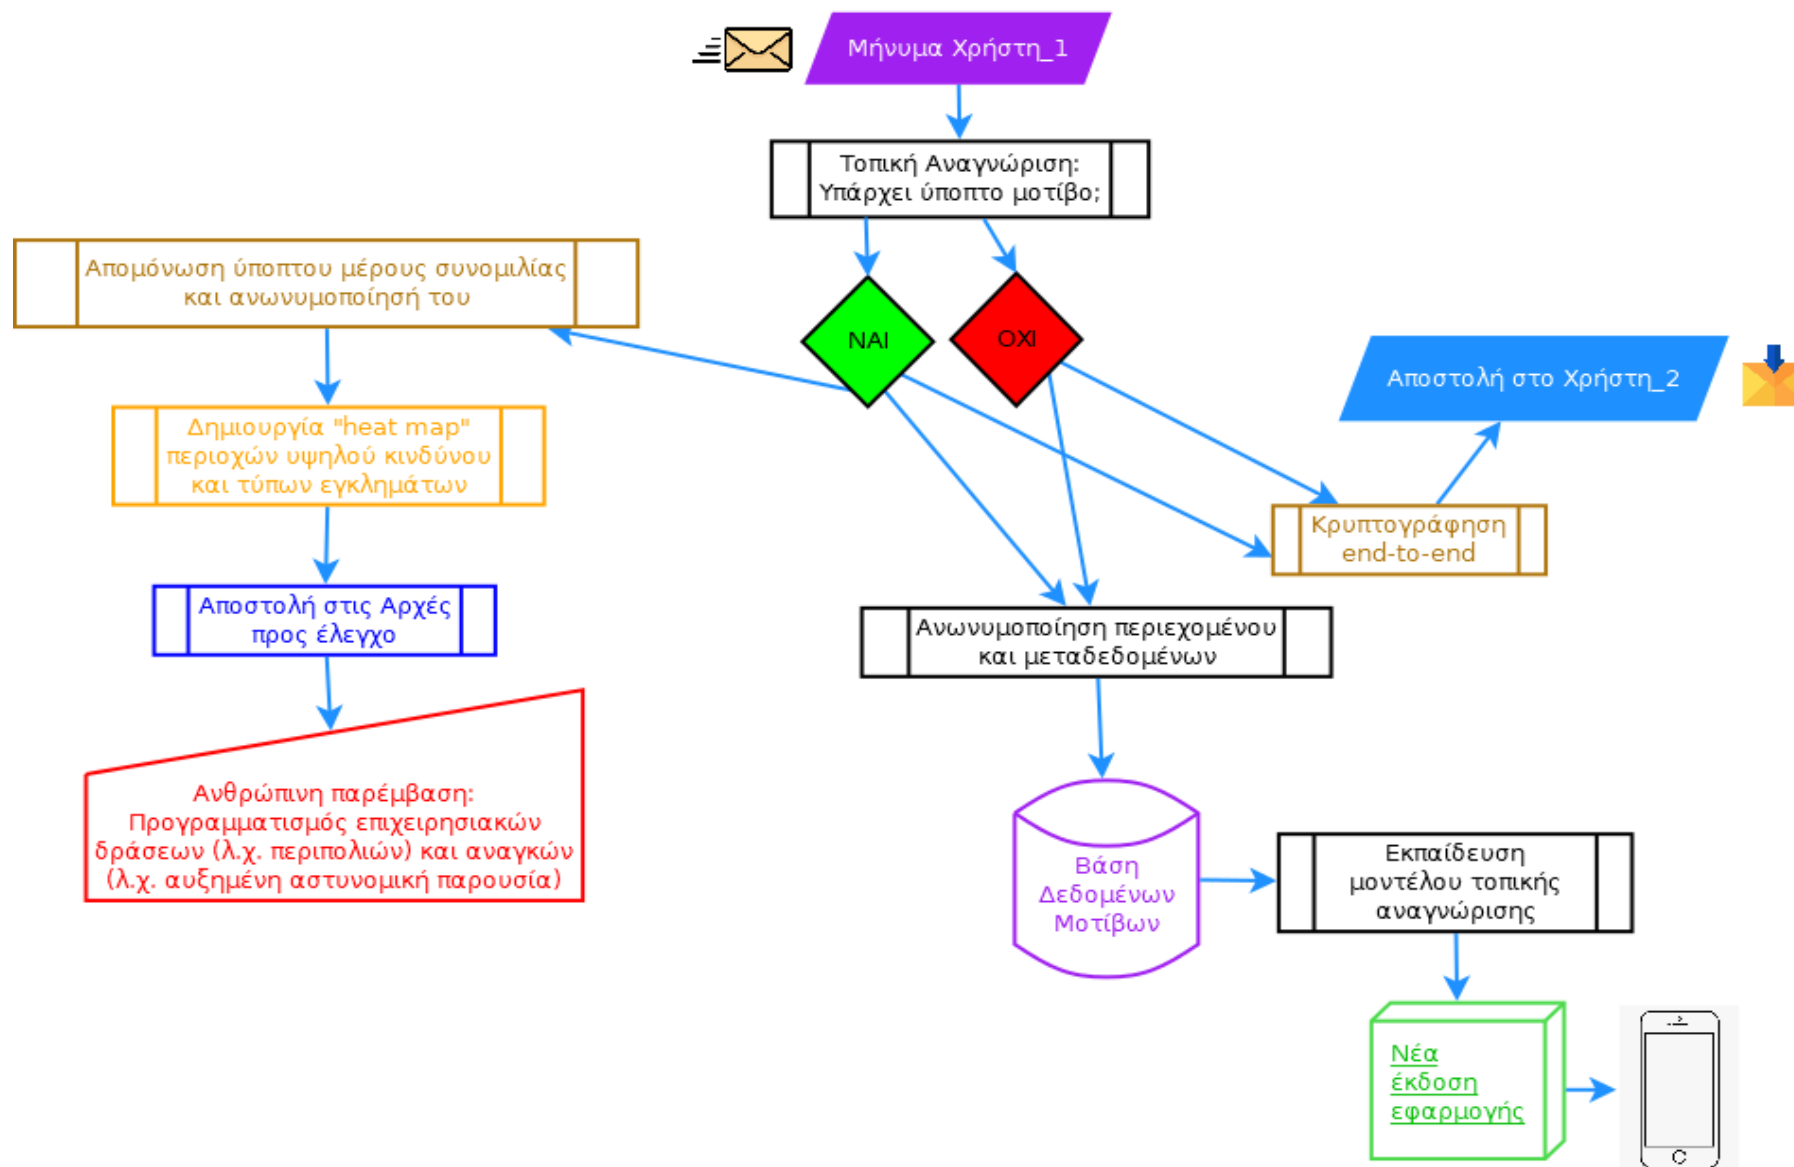 Μήνυμα Χρήστη_1
Τοπική Αναγνώριση:
Υπάρχει ύποπτο μοτίβο;
Απομόνωση ύποπτου μέρους συνομιλίας
και ανωνυμοποίησή του
ΝΑΙ
ΟΧΙ
Αποστολή στο Χρήστη_2
Δημιουργία "heat map"
περιοχών υψηλού κινδύνου
και τύπων εγκλημάτων
Κρυπτογράφηση
end-to-end
Αποστολή στις Αρχές
προς έλεγχο
Ανωνυμοποίηση περιεχομένου
και μεταδεδομένων
Ανθρώπινη παρέμβαση:
Προγραμματισμός επιχειρησιακών
δράσεων (λ.χ. περιπολιών) και αναγκών
(λ.χ. αυξημένη αστυνομική παρουσία)
Βάση
Δεδομένων
Μοτίβων
Εκπαίδευση
μοντέλου τοπικής
αναγνώρισης
Νέα
έκδοση
εφαρμογής